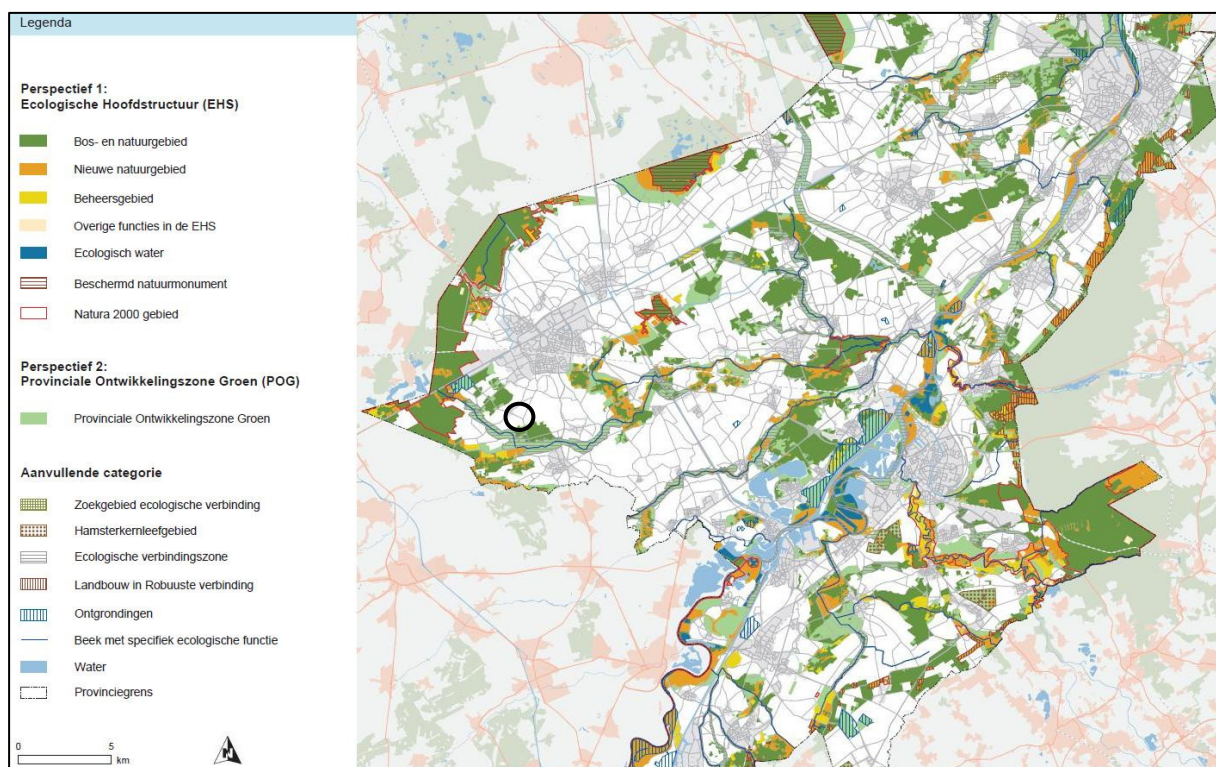 Legenda
Perspectief 1:
Ecologische Hoofdstructuur (EHS)
Bos- en natuurgebied
Nieuwe natuurgebied
Beheersgebied
Overige functies in de EHS
Ecologisch water
Beschermd natuurmonument
Natura 2000 gebied
Perspectief 2:
Provinciale Ontwikkelingszone Groen (POG)
Provinciale Ontwikkelingszone Groen
Aanvullende categorie
Zoekgebied ecologische verbinding
Hamsterkernleefgebied
Ecologische verbindingszone
Landbouw in Robuuste verbinding
Ontgrondingen
Beek met specifiek ecologische functie
Water
Provinciegrens
0 5
km
N